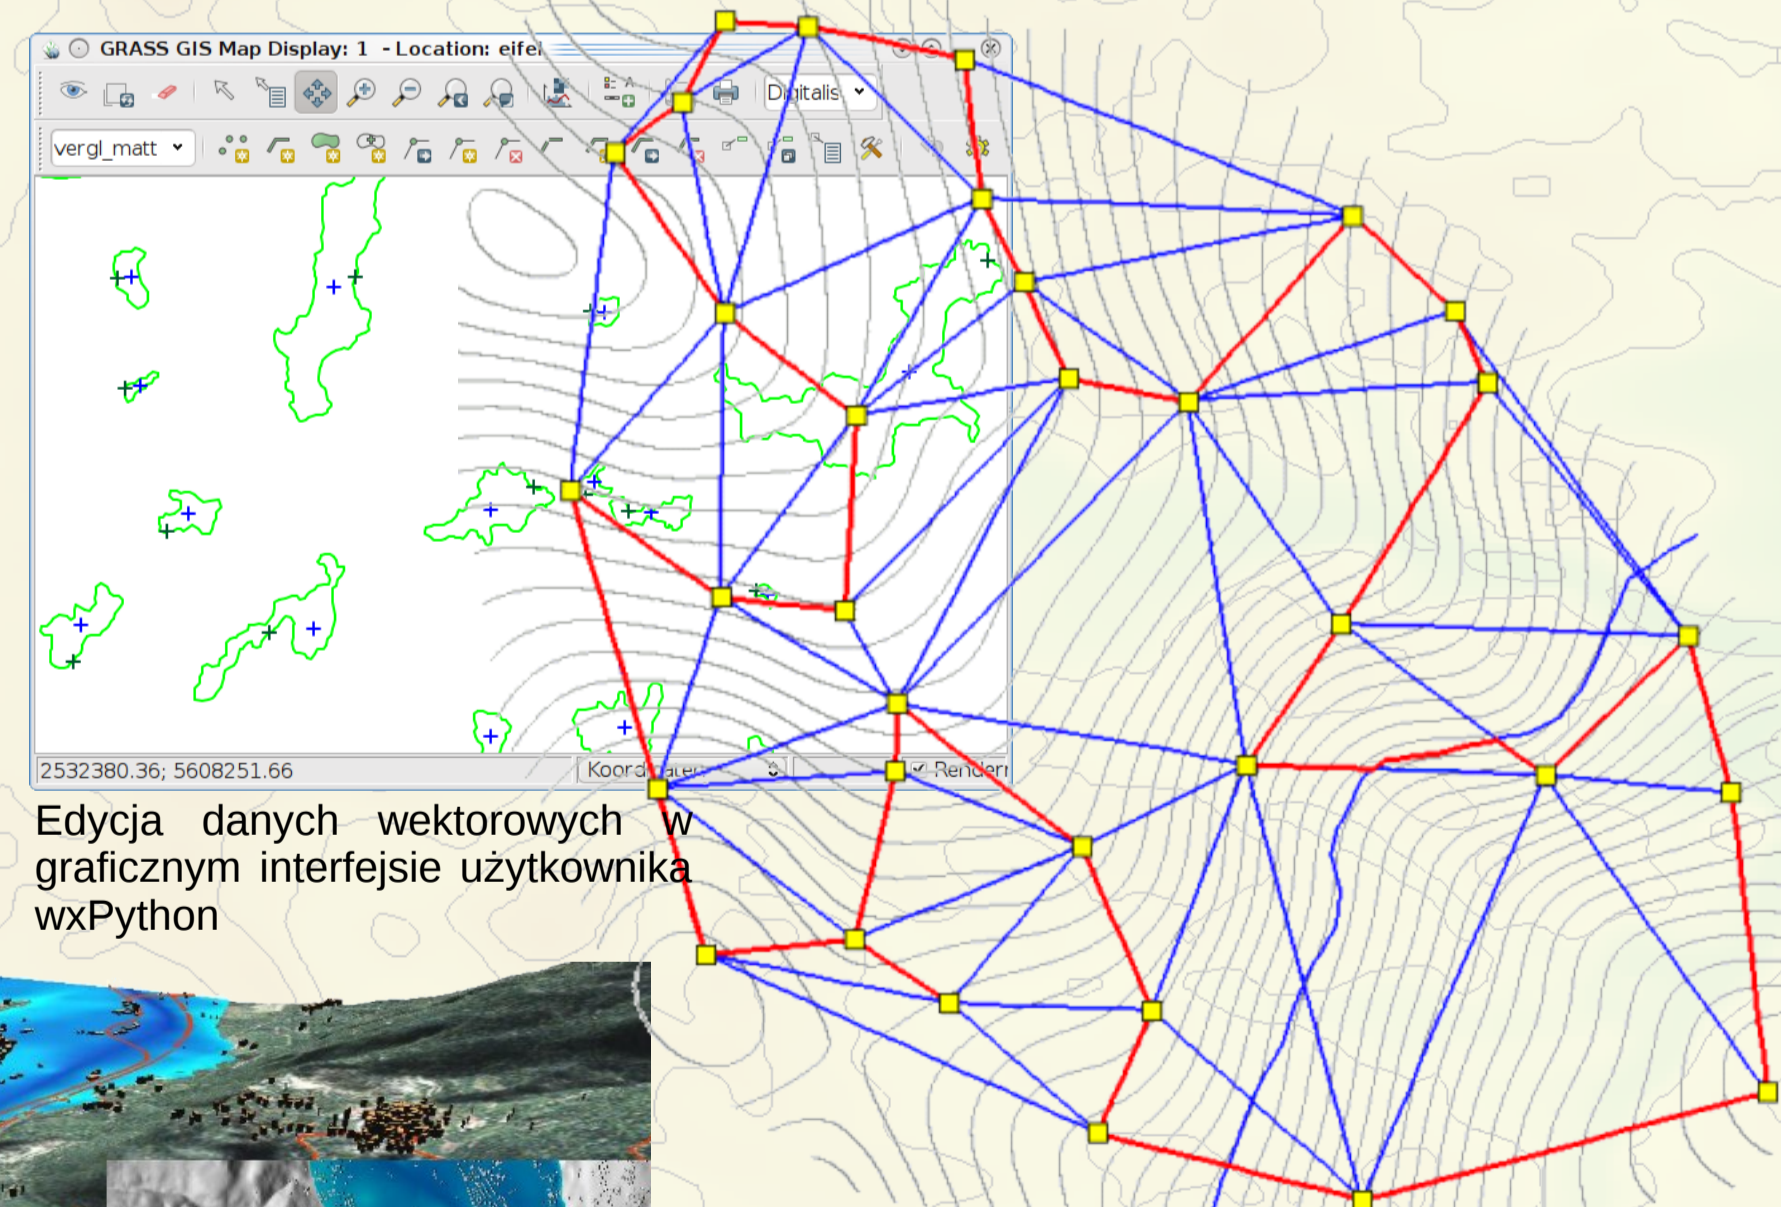 GRASS GIS Map Display: 1 - Location: eifel
Digitalis
vergl_matt
2532380.36; 5608251.66
Edycja danych wektorowych w
graficznym interfejsie użytkownika
wxPython